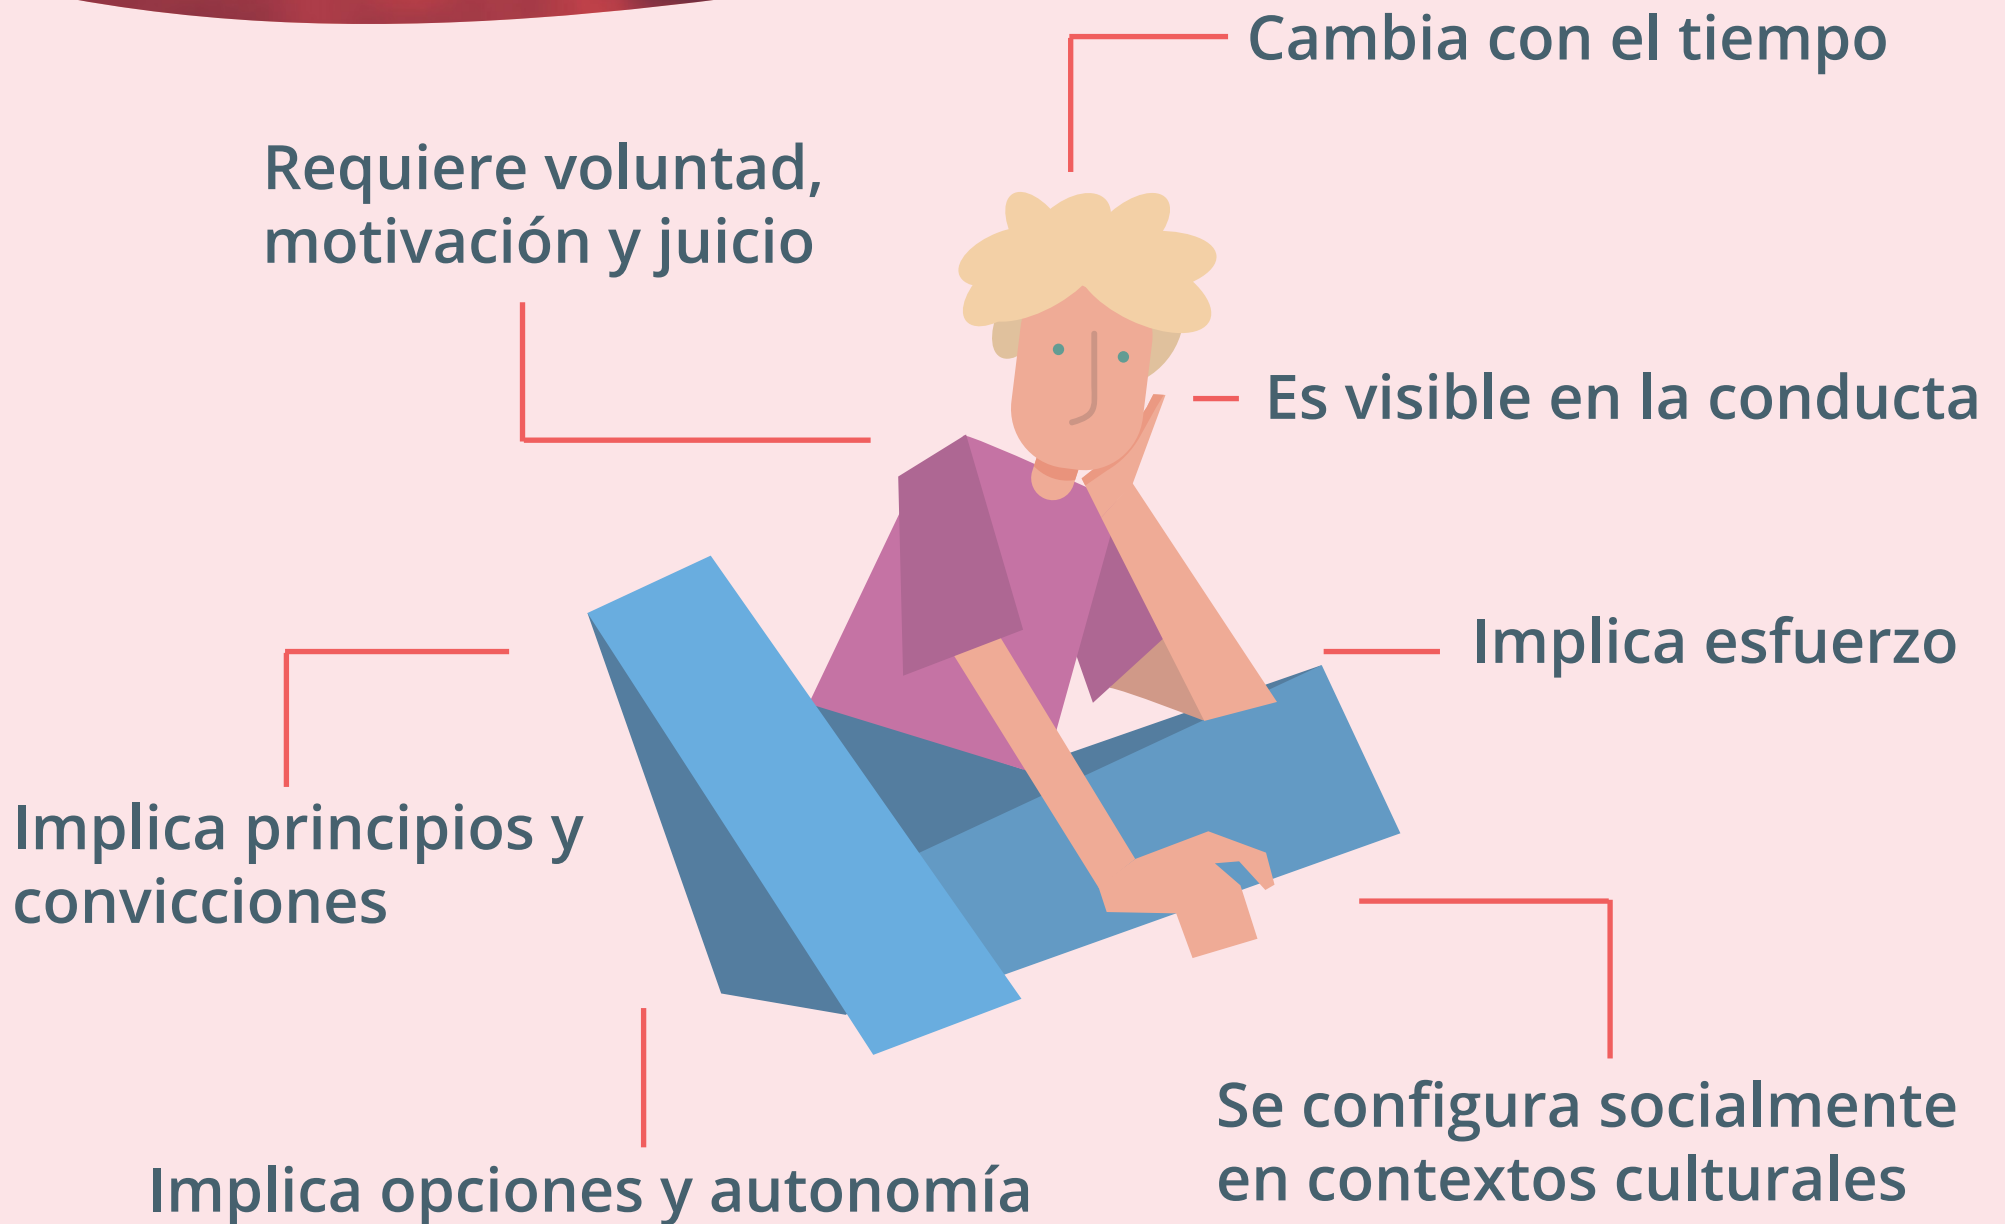 Cambia con el tiempo
Requiere voluntad,
motivación y juicio
Es visible en la conducta
Implica esfuerzo
Implica principios y
convicciones
Se configura socialmente
en contextos culturales
Implica opciones y autonomía